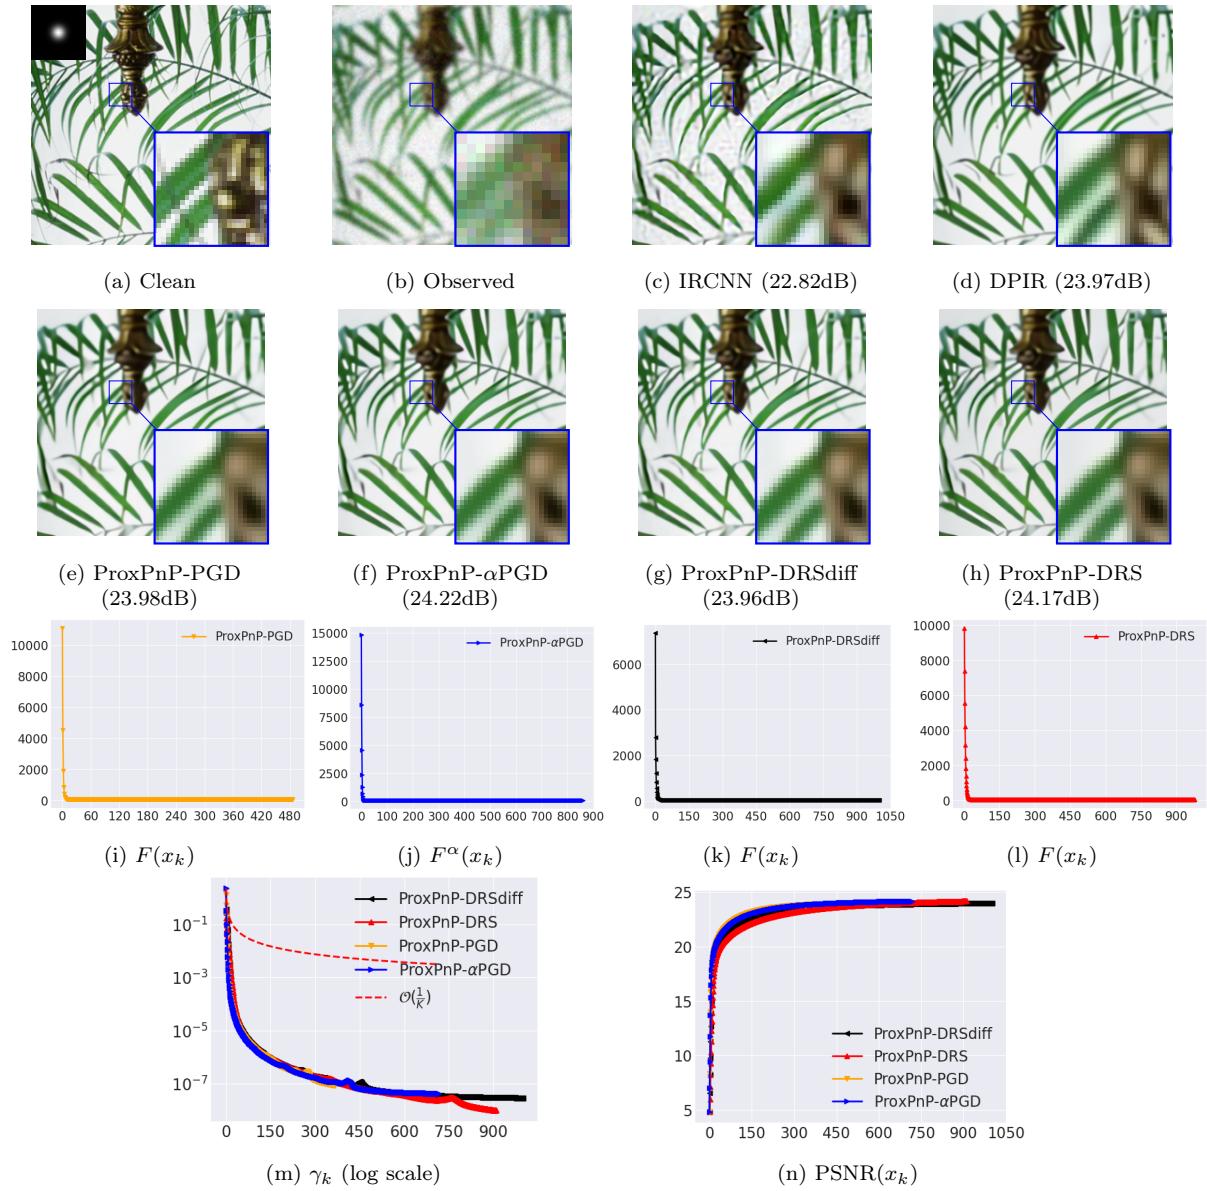 (a) Clean
(b) Observed
(c) IRCNN (22.82dB)
(d) DPIR (23.97dB)
(e) ProxPnP-PGD
(23.98dB)
(f) ProxPnP-αPGD
(24.22dB)
(g) ProxPnP-DRSdiff
(23.96dB)
(h) ProxPnP-DRS
(24.17dB)
ProxPnP-PGD
10000
8000
6000
4000
2000
0
0 60 120 180 240 300 360 420 480
(i) F(x_k)
ProxPnP-αPGD
15000
12500
10000
7500
5000
2500
0
0 100 200 300 400 500 600 700 800 900
(j) F^α(x_k)
ProxPnP-DRSdiff
6000
4000
2000
0
0 150 300 450 600 750 900 1050
(k) F(x_k)
ProxPnP-DRS
10000
8000
6000
4000
2000
0
0 150 300 450 600 750 900
(l) F(x_k)
ProxPnP-DRSdiff
ProxPnP-DRS
ProxPnP-PGD
ProxPnP-αPGD
O(1/K)
10^-1
10^-3
10^-5
10^-7
0 150 300 450 600 750 900
(m) γ_k (log scale)
25
20
15
10
5
ProxPnP-DRSdiff
ProxPnP-DRS
ProxPnP-PGD
ProxPnP-αPGD
0 150 300 450 600 750 900 1050
(n) PSNR(x_k)